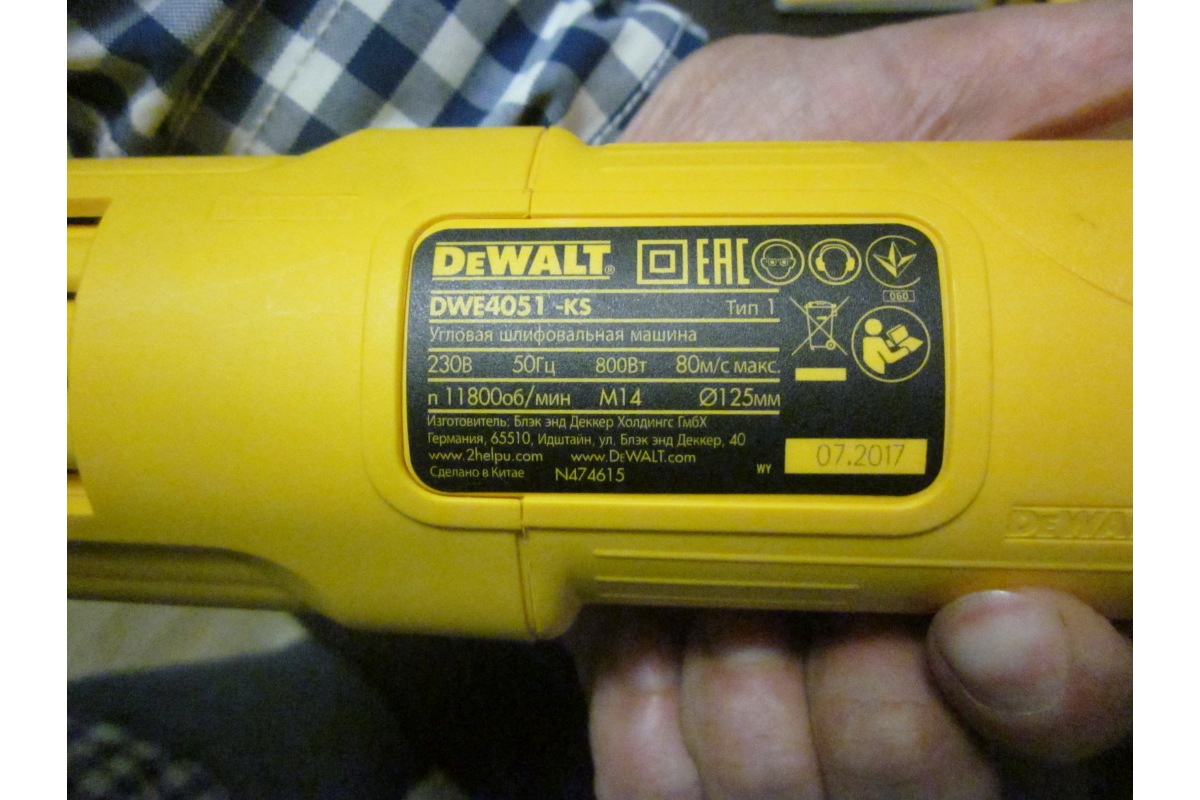 DEWALT®
EAC
DWE4051 -KS Тип 1
060
Угловая шлифовальная машина
230В 50Гц 800Вт 80м/с макс.
n 11800об/мин M14 Ø125мм
Изготовитель: Блэк энд Деккер Холдингс ГмбХ
Германия, 65510, Идштайн, ул. Блэк энд Деккер, 40
www.2helpu.com www.DEWALT.com
Сделано в Китае N474615
WY 07.2017
DEWAL